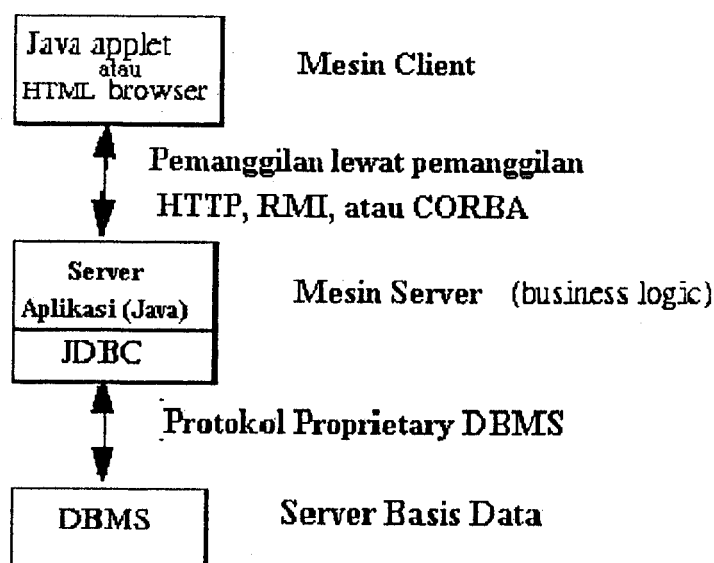 Java applet
atau
HTML browser
Mesin Client
Pemanggilan lewat pemanggilan
HTTP, RMI, atau CORBA
Server
Aplikasi (Java)
JDBC
Mesin Server (business logic)
Protokol Proprietary DBMS
DBMS
Server Basis Data